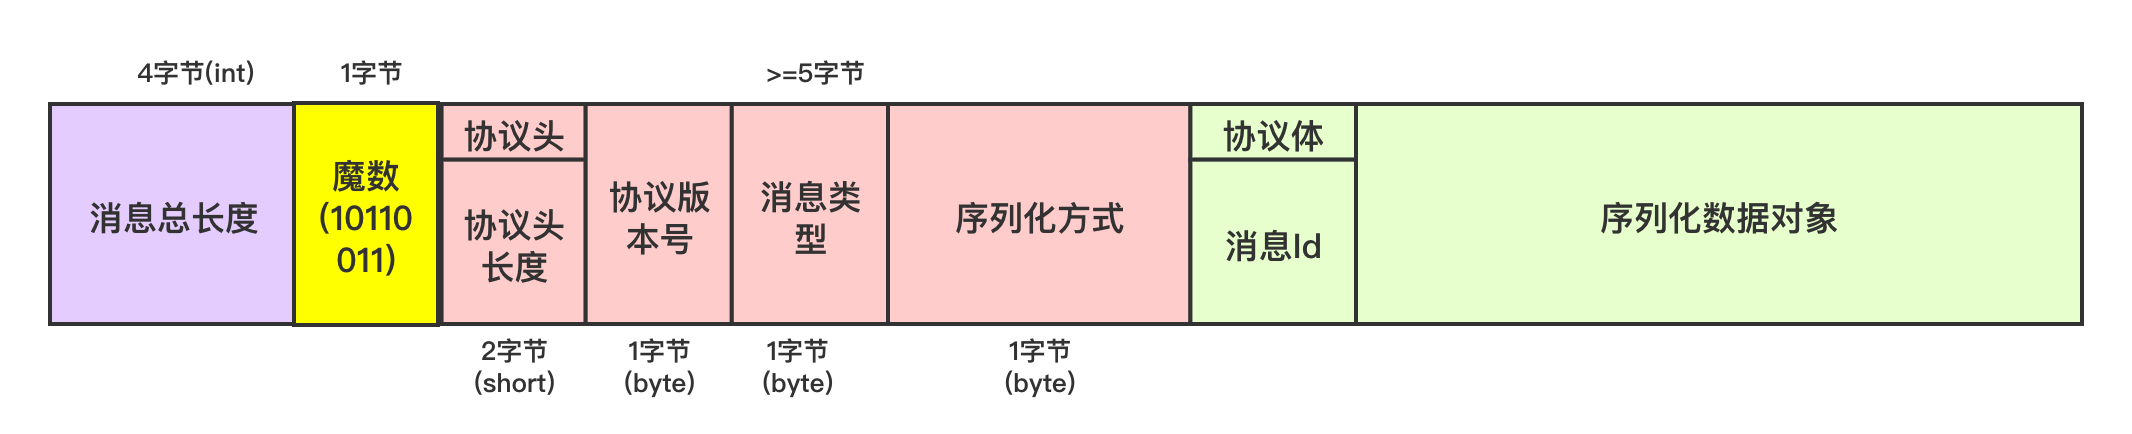 4字节(int)
1字节
>=5字节
消息总长度
魔数
(10110
011)
协议头
协议头
长度
协议版
本号
消息类
型
序列化方式
协议体
消息Id
序列化数据对象
2字节
(short)
1字节
(byte)
1字节
(byte)
1字节
(byte)